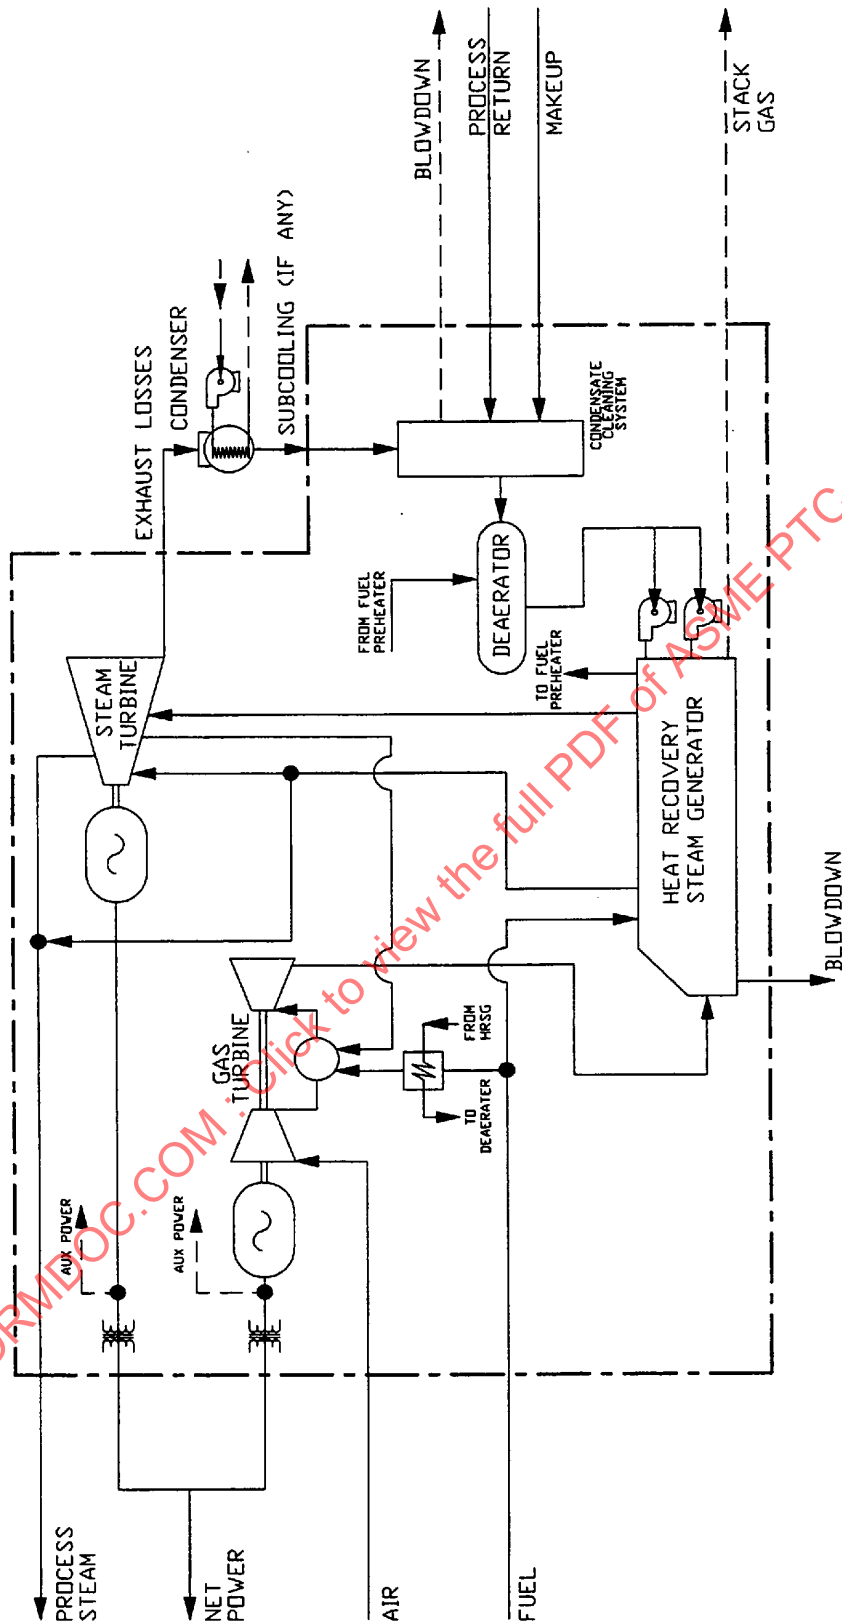 PROCESS
STEAM
NET
POWER
AIR
FUEL
AUX POWER
AUX POWER
GAS
TURBINE
STEAM
TURBINE
TO
DEAERATER
FROM
HRSG
EXHAUST LOSSES
CONDENSER
SUBCOOLING (IF ANY)
FROM FUEL
PREHEATER
DEAERATOR
TO FUEL
PREHEATER
CONDENSATE
CLEANING
SYSTEM
HEAT RECOVERY
STEAM GENERATOR
BLOWDOWN
BLOWDOWN
PROCESS
RETURN
MAKEUP
STACK
GAS
ORMDOC.COM : Click to view the full PDF of ASME PTC